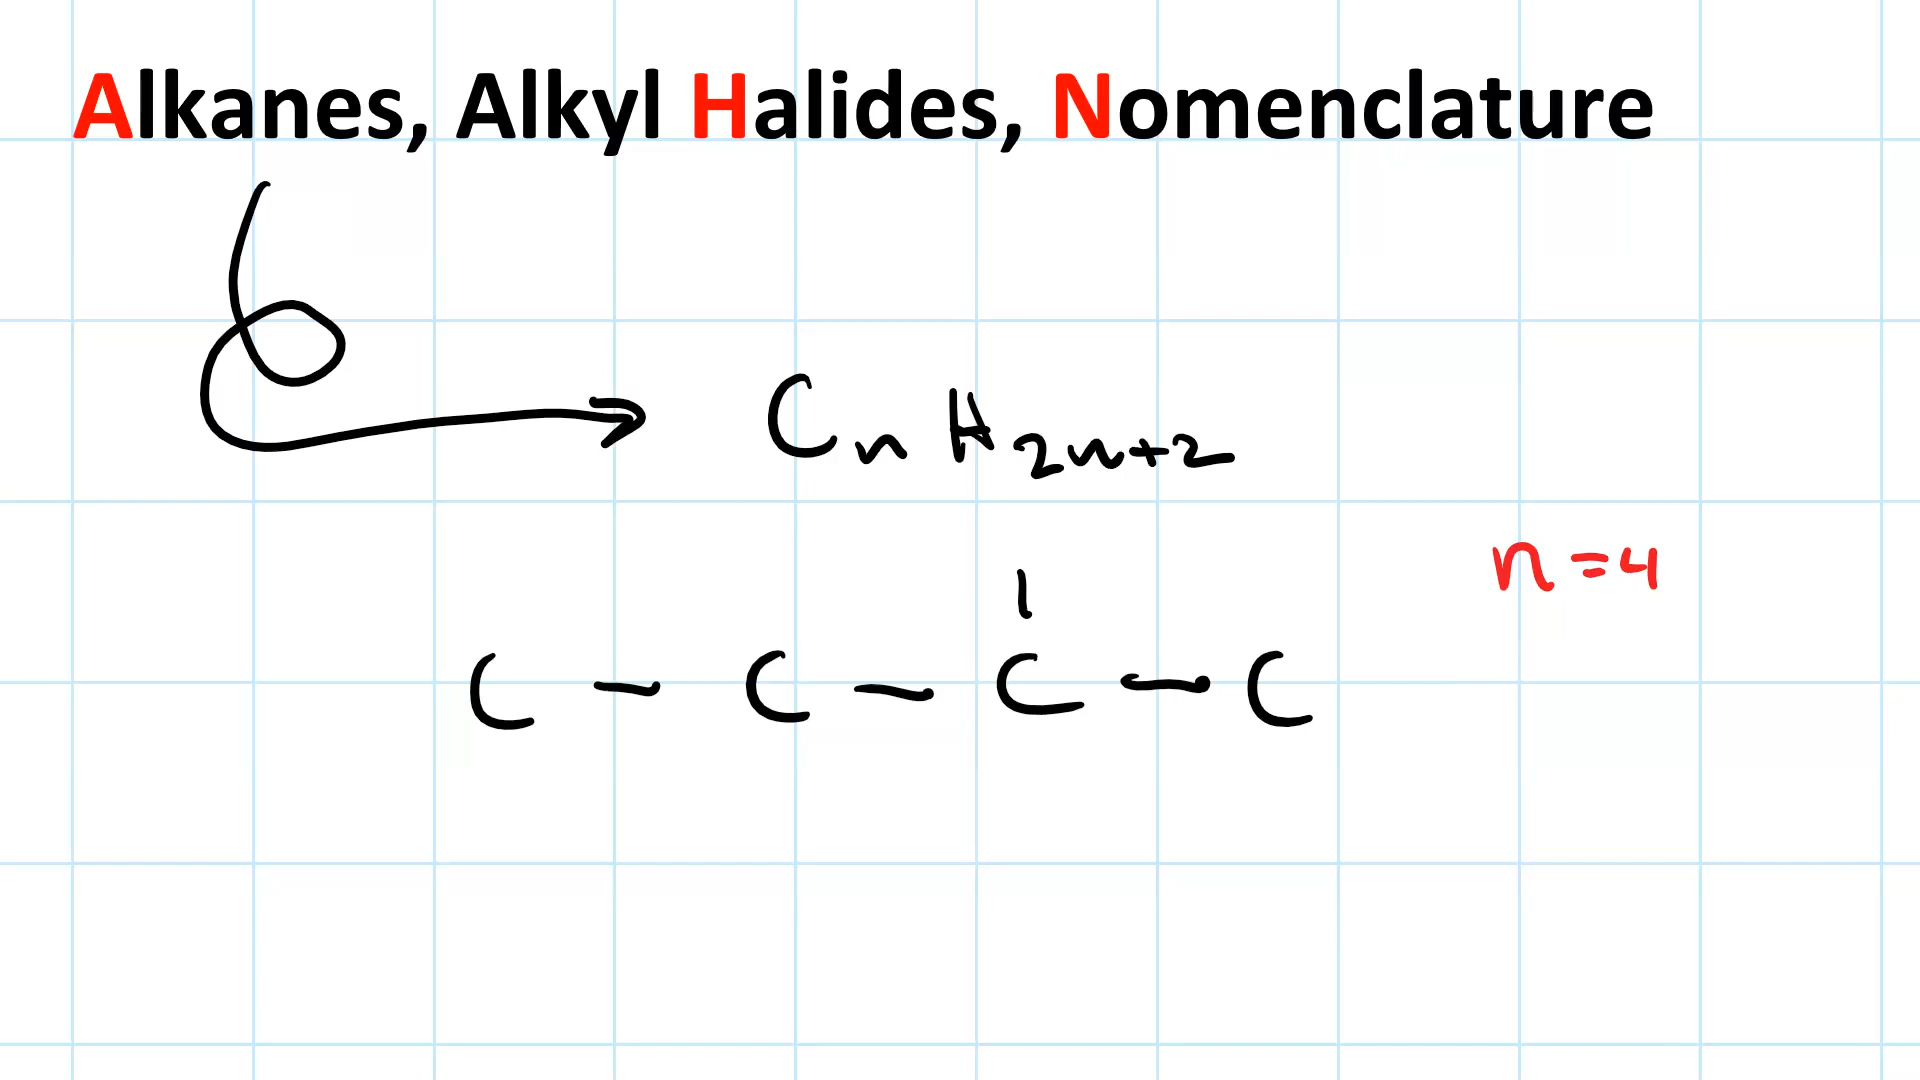 Alkanes, Alkyl Halides, Nomenclature
CnH2n+2
n=4
C - C - C - C